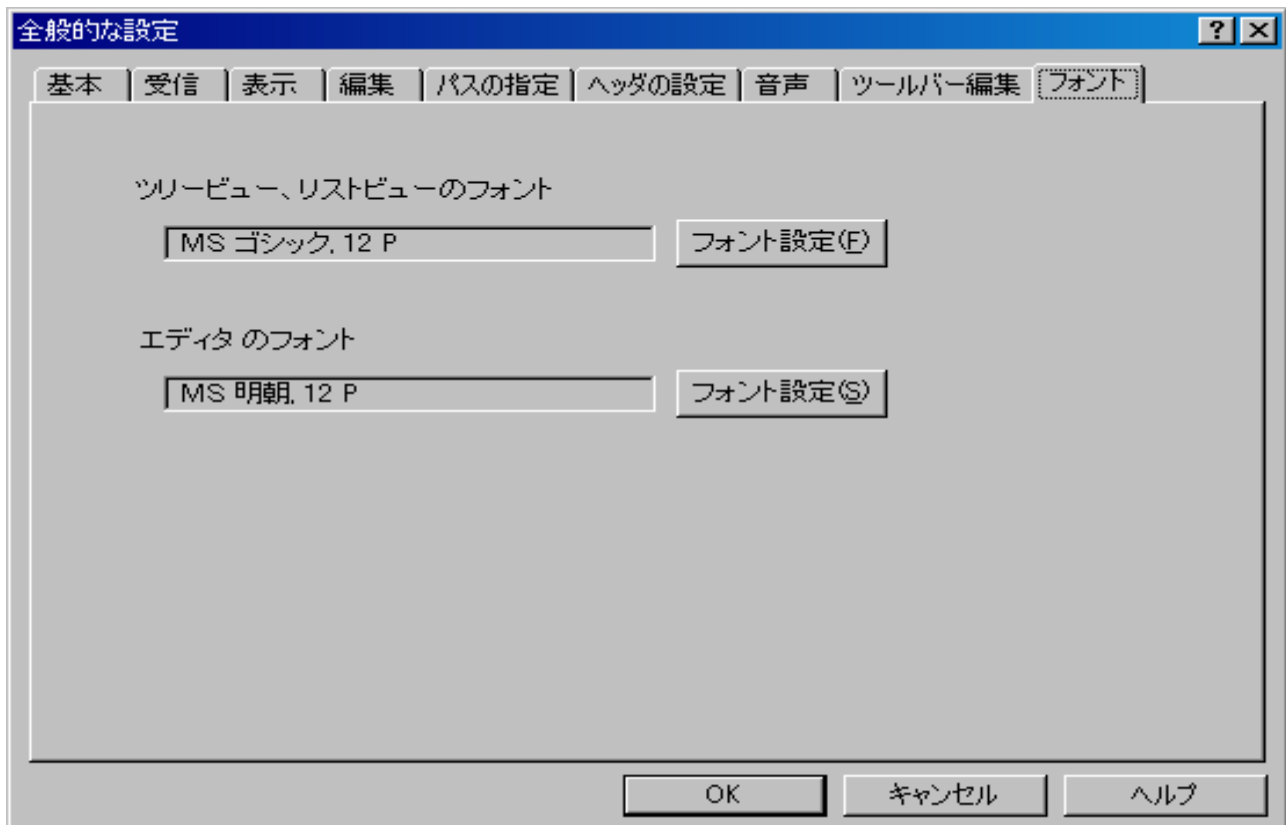 全般的な設定
基本 受信 表示 編集 パスの指定 ヘッダの設定 音声 ツールバー編集 フォント
ツリービュー、リストビューのフォント
MS ゴシック, 12 P フォント設定(F)
エディタ のフォント
MS 明朝, 12 P フォント設定(S)
OK キャンセル ヘルプ